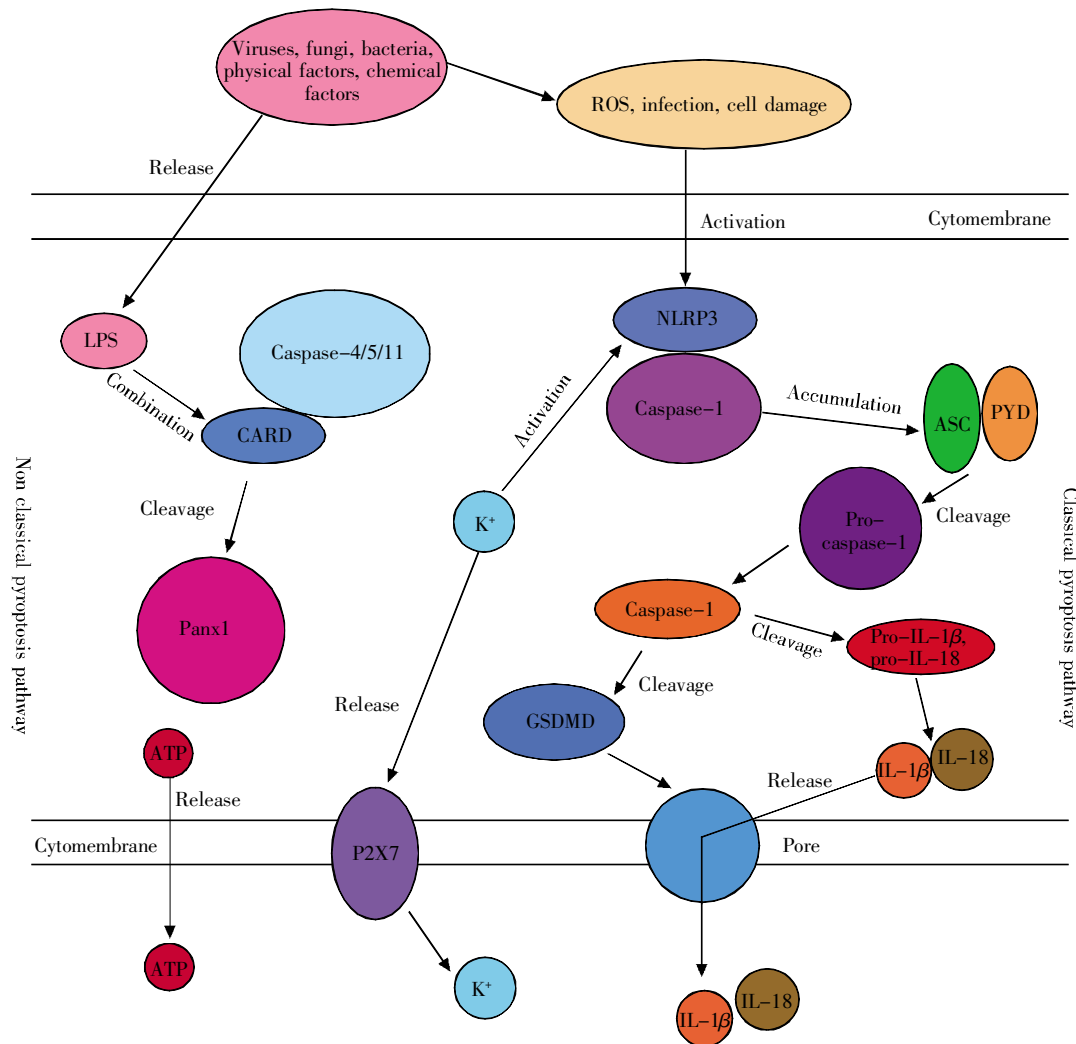 Viruses, fungi, bacteria,
physical factors, chemical
factors
ROS, infection, cell damage
Release
Activation
Cytomembrane
LPS
Caspase-4/5/11
NLRP3
Combination
CARD
Activation
Caspase-1
Accumulation
ASC
PYD
Non classical pyroptosis pathway
Classical pyroptosis pathway
Cleavage
K⁺
Pro-
caspase-1
Cleavage
Panx1
Caspase-1
Cleavage
Pro-IL-1β,
pro-IL-18
Release
Cleavage
GSDMD
ATP
Release
IL-1β
IL-18
Release
Cytomembrane
P2X7
Pore
ATP
K⁺
IL-1β
IL-18